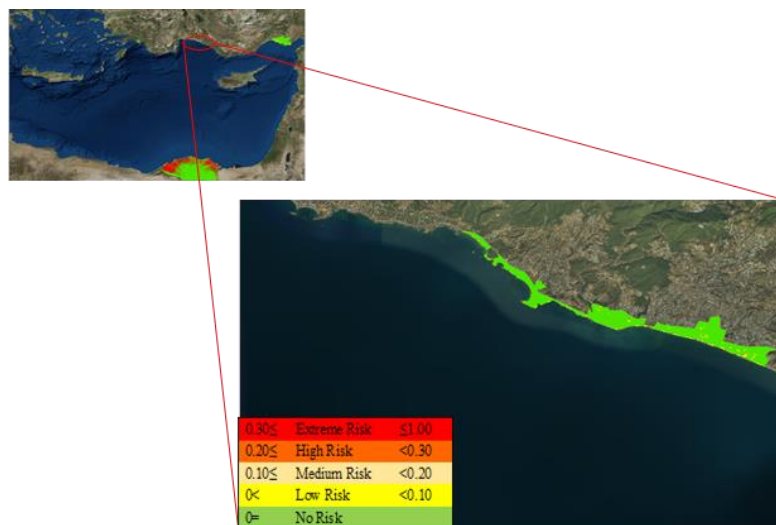 0.30≤ Extreme Risk ≤1.00
0.20≤ High Risk <0.30
0.10≤ Medium Risk <0.20
0< Low Risk <0.10
0= No Risk